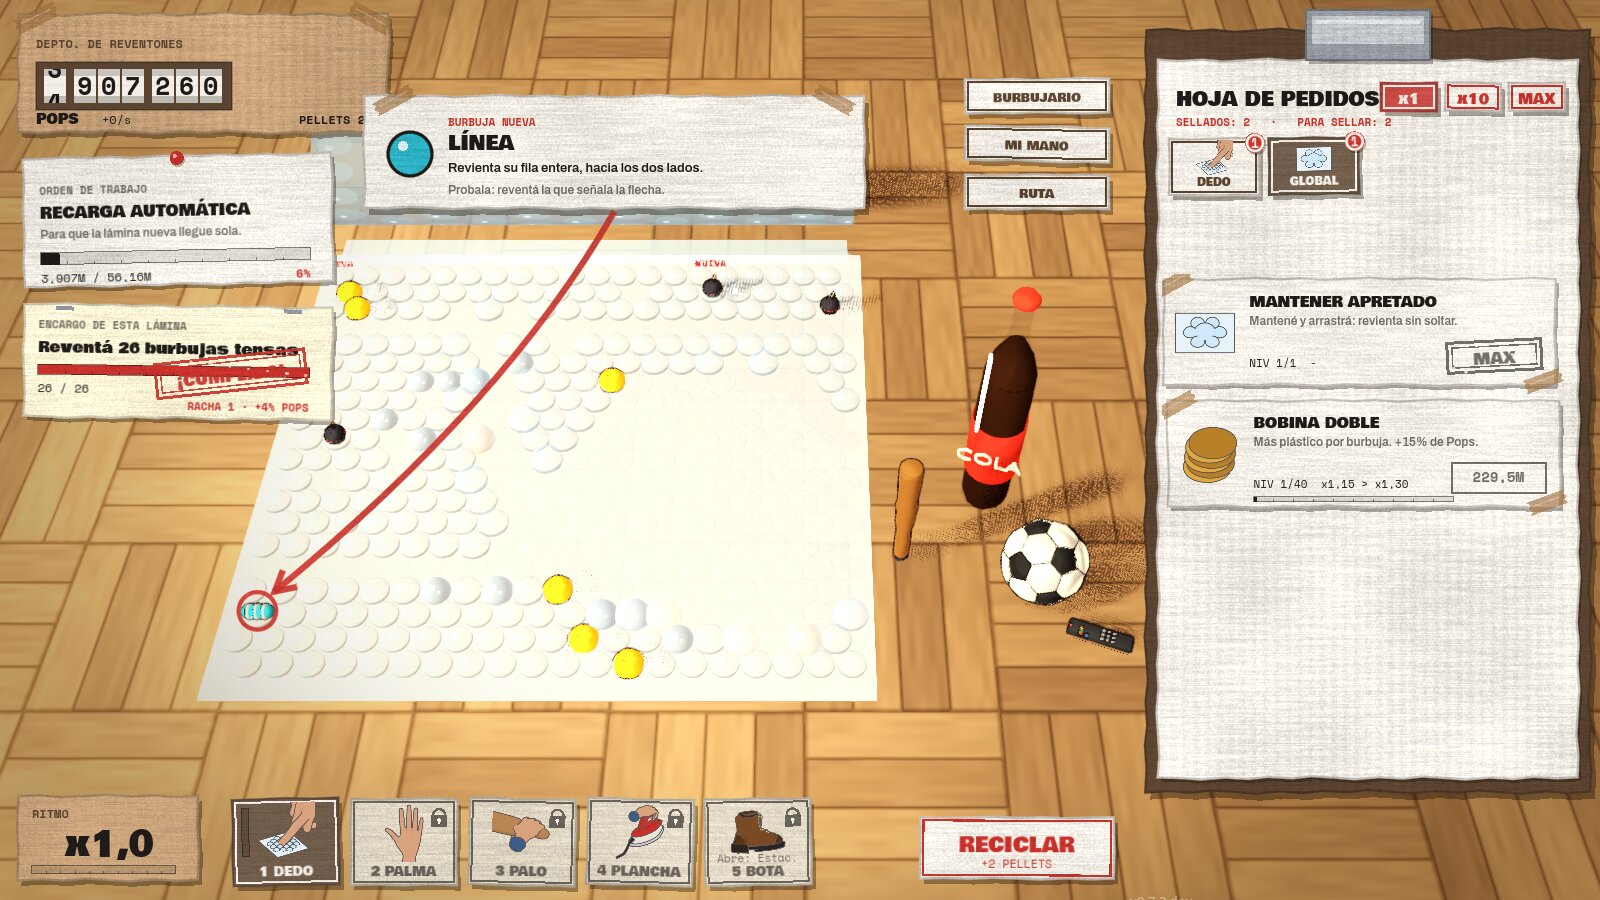 DEPTO. DE REVENTONES
907 260
POPS +0/s PELLETS 2
ORDEN DE TRABAJO
RECARGA AUTOMÁTICA
Para que la lámina nueva llegue sola.
3,907M / 56,16M 6%
ENCARGO DE ESTA LÁMINA
Reventá 26 burbujas tensas
26 / 26
RACHA 1 · +4% POPS
BURBUJA NUEVA
LÍNEA
Revienta su fila entera, hacia los dos lados.
Probala: reventá la que señala la flecha.
NUEVA
COLA
BURBUJARIO
MI MANO
RUTA
HOJA DE PEDIDOS
x1
x10
MAX
SELLADOS: 2 · PARA SELLAR: 2
DEDO
1
GLOBAL
1
MANTENER APRETADO
Mantené y arrastrá: revienta sin soltar.
NIV 1/1 -
MAX
BOBINA DOBLE
Más plástico por burbuja. +15% de Pops.
NIV 1/40 x1,15 > x1,30
229,5M
RITMO
x1,0
1 DEDO
2 PALMA
3 PALO
4 PLANCHA
Abre: Estac.
5 BOTA
RECICLAR
+2 PELLETS